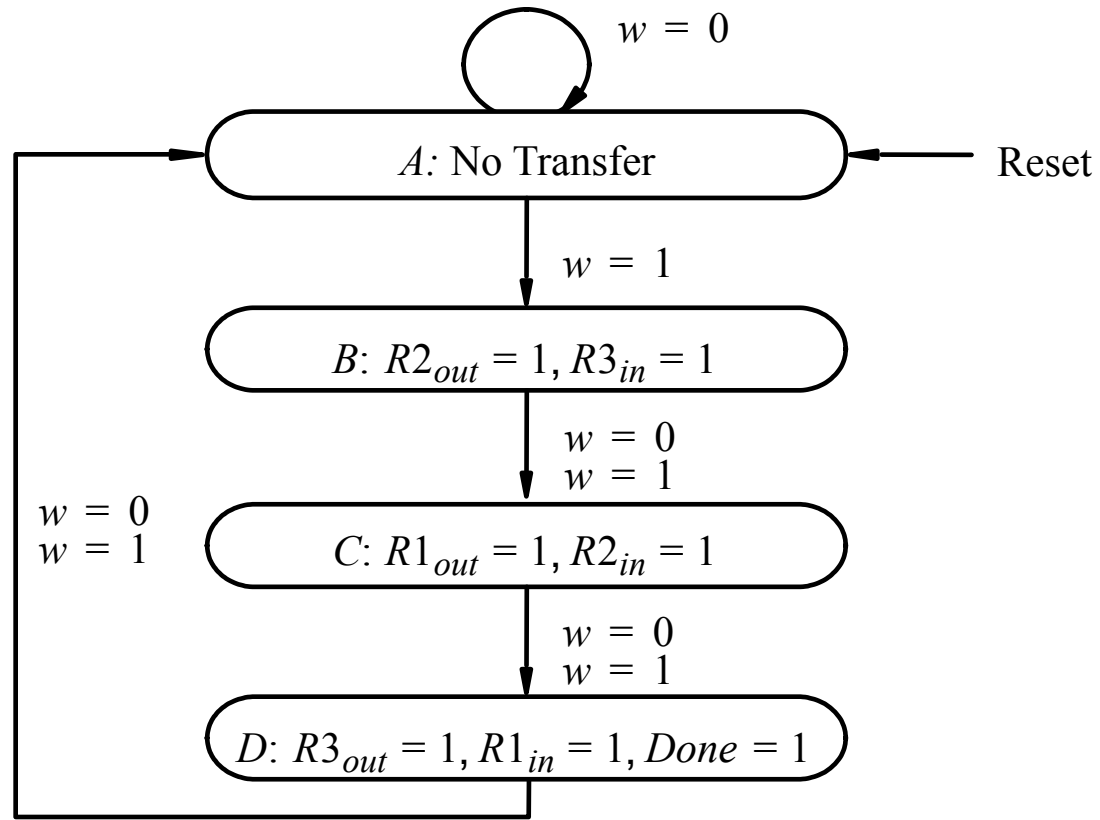 w = 0
A: No Transfer
Reset
w = 1
B: R2out = 1, R3in = 1
w = 0
w = 1
w = 0
w = 1
C: R1out = 1, R2in = 1
w = 0
w = 1
D: R3out = 1, R1in = 1, Done = 1